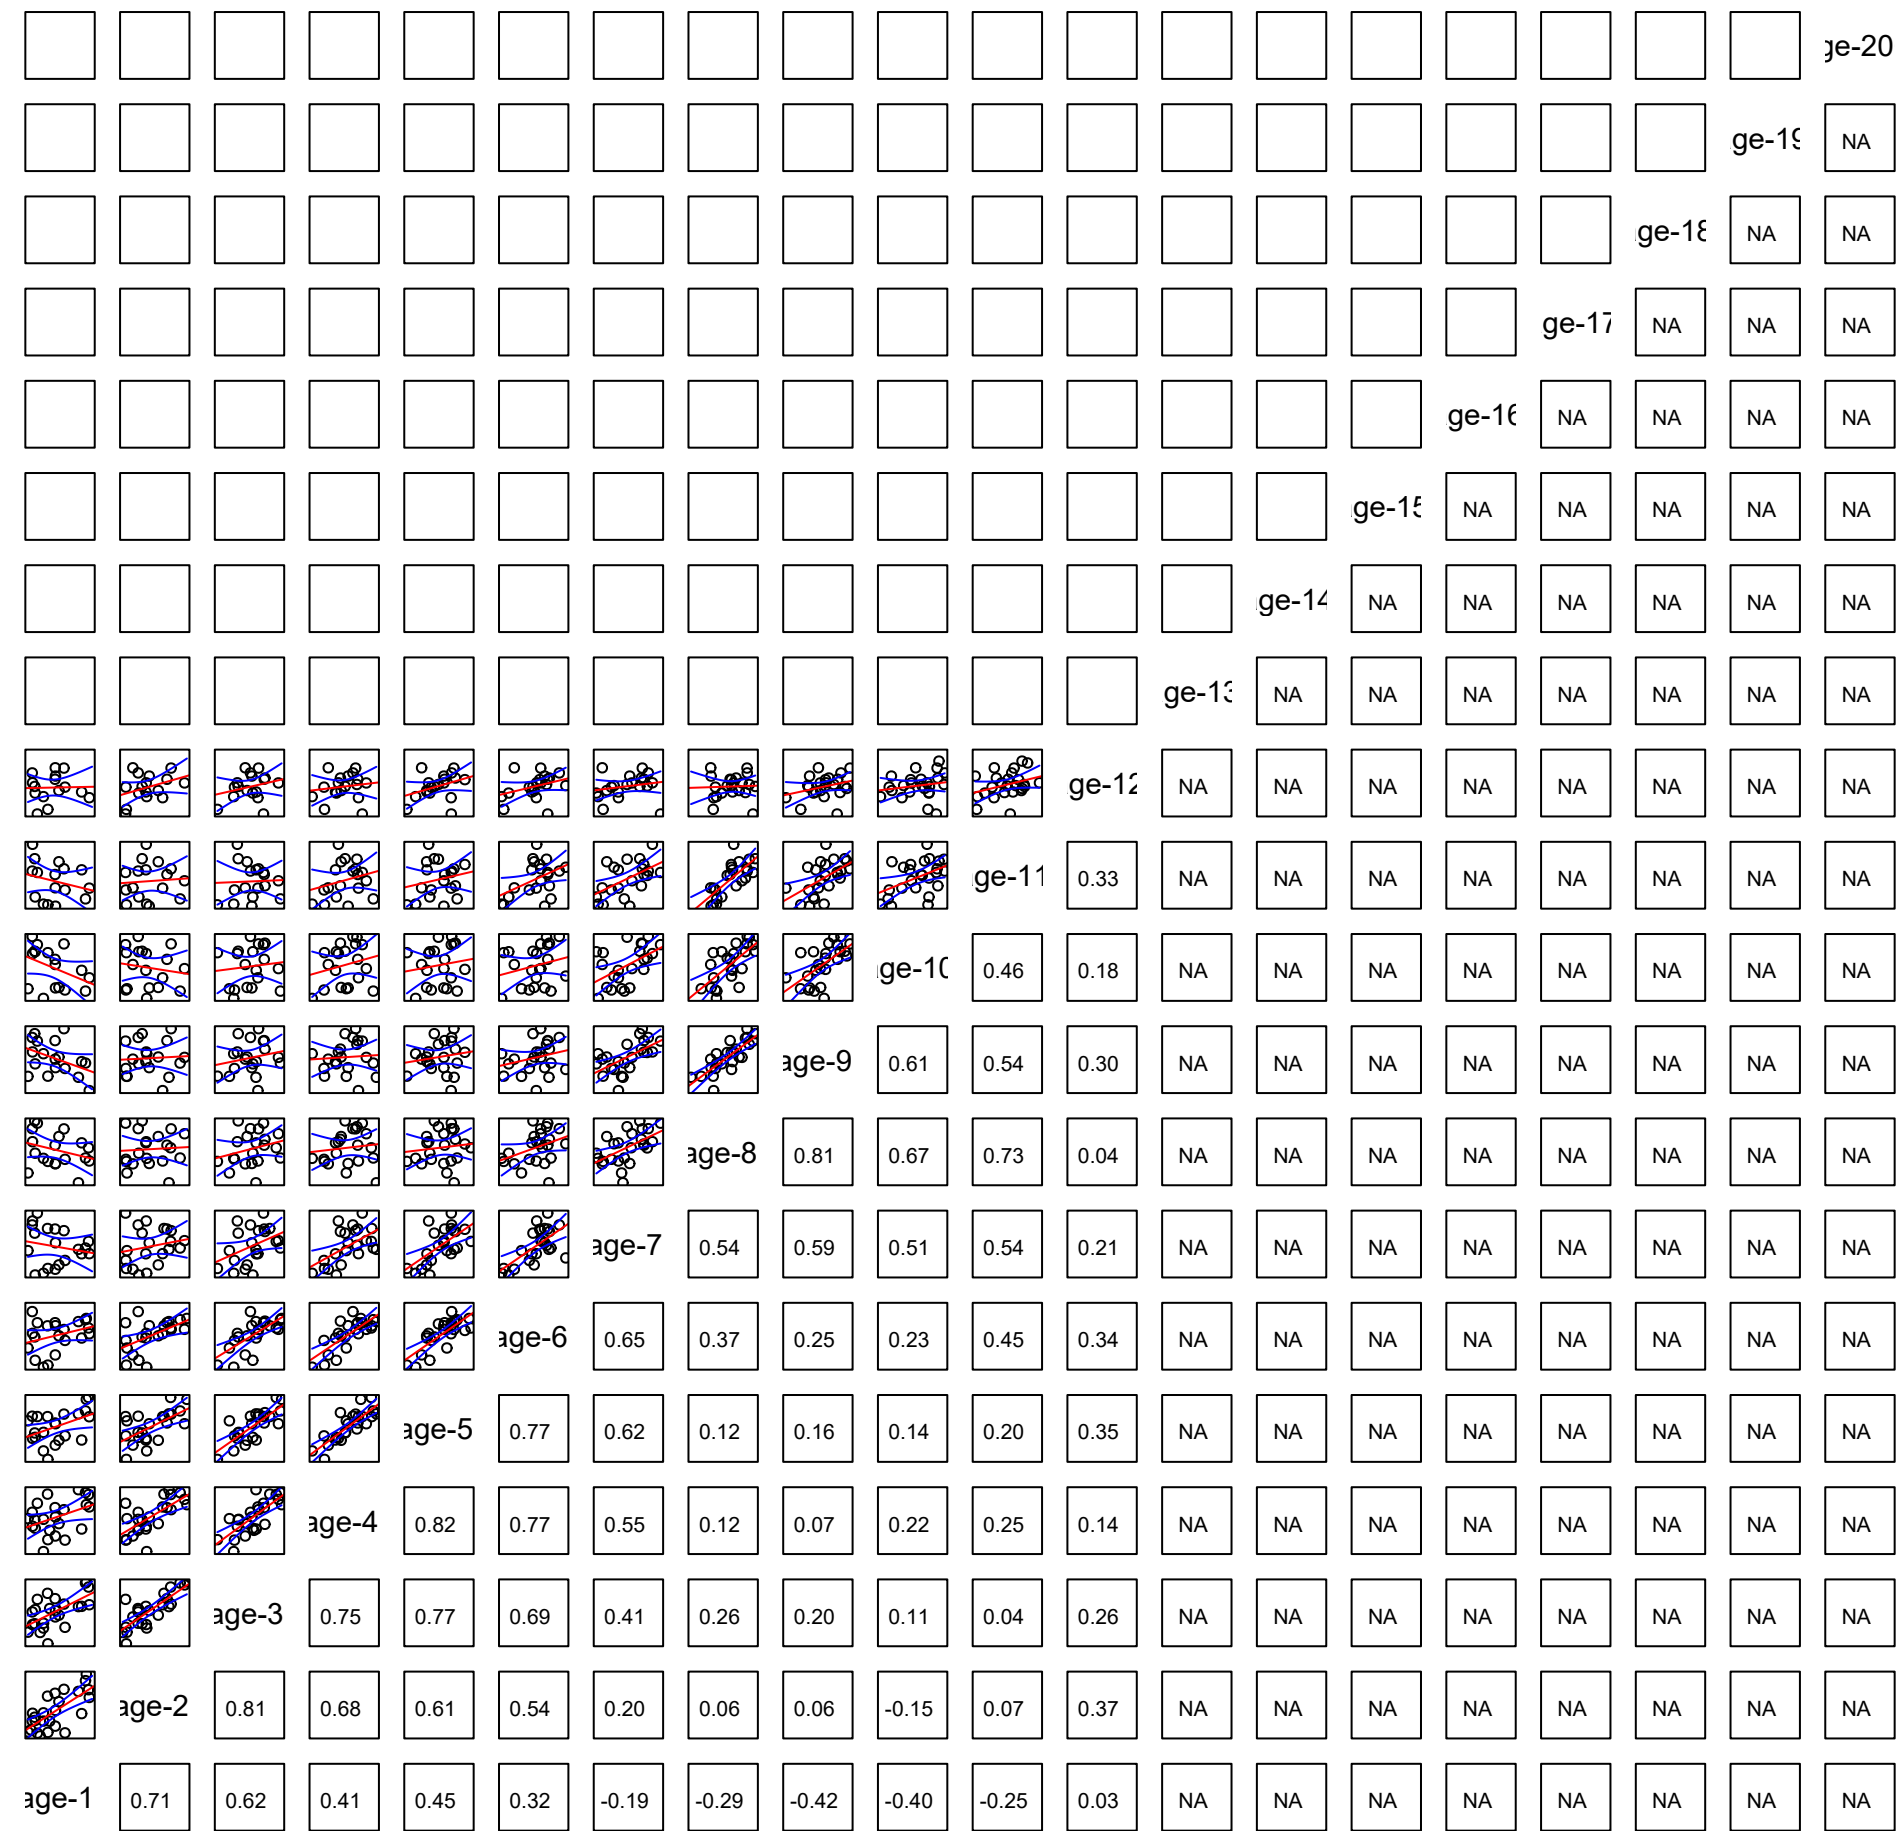 ge-20
ge-19 NA
ge-18 NA NA
ge-17 NA NA NA
ge-16 NA NA NA NA
ge-15 NA NA NA NA NA
ge-14 NA NA NA NA NA NA
ge-13 NA NA NA NA NA NA NA
ge-12 NA NA NA NA NA NA NA NA
ge-11 0.33 NA NA NA NA NA NA NA NA
ge-10 0.46 0.18 NA NA NA NA NA NA NA NA
age-9 0.61 0.54 0.30 NA NA NA NA NA NA NA NA
age-8 0.81 0.67 0.73 0.04 NA NA NA NA NA NA NA NA
age-7 0.54 0.59 0.51 0.54 0.21 NA NA NA NA NA NA NA NA
age-6 0.65 0.37 0.25 0.23 0.45 0.34 NA NA NA NA NA NA NA NA
age-5 0.77 0.62 0.12 0.16 0.14 0.20 0.35 NA NA NA NA NA NA NA NA
age-4 0.82 0.77 0.55 0.12 0.07 0.22 0.25 0.14 NA NA NA NA NA NA NA NA
age-3 0.75 0.77 0.69 0.41 0.26 0.20 0.11 0.04 0.26 NA NA NA NA NA NA NA NA
age-2 0.81 0.68 0.61 0.54 0.20 0.06 0.06 -0.15 0.07 0.37 NA NA NA NA NA NA NA NA
age-1 0.71 0.62 0.41 0.45 0.32 -0.19 -0.29 -0.42 -0.40 -0.25 0.03 NA NA NA NA NA NA NA NA